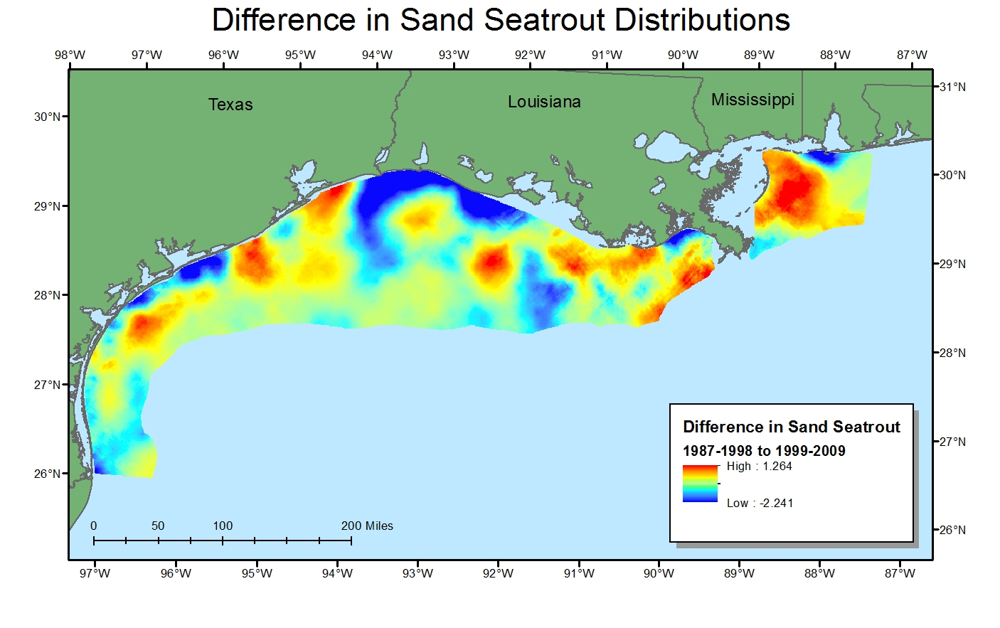 Difference in Sand Seatrout Distributions
98°W 97°W 96°W 95°W 94°W 93°W 92°W 91°W 90°W 89°W 88°W 87°W
31°N
Texas Louisiana Mississippi
30°N
30°N
29°N
29°N
28°N
28°N
27°N
Difference in Sand Seatrout
27°N
1987-1998 to 1999-2009
High : 1.264
26°N
Low : -2.241
0 50 100 200 Miles
26°N
97°W 96°W 95°W 94°W 93°W 92°W 91°W 90°W 89°W 88°W 87°W